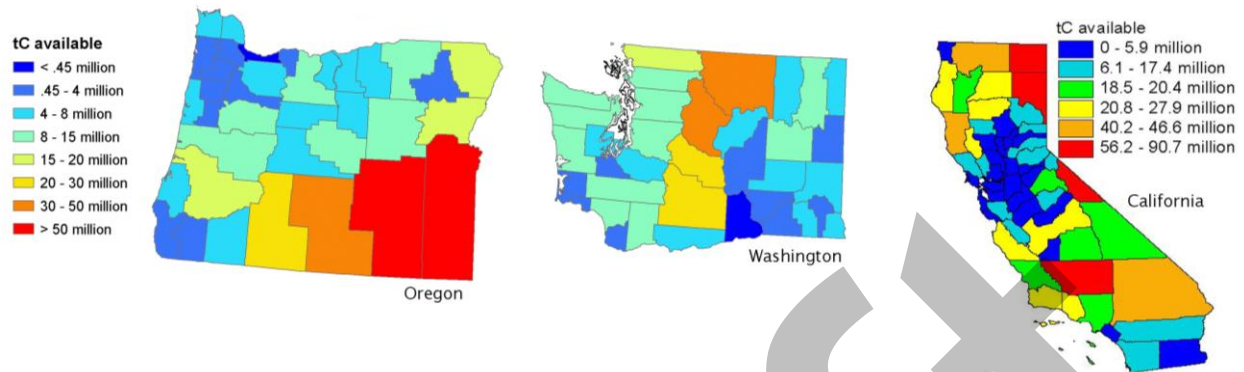 tC available
< .45 million
.45 - 4 million
4 - 8 million
8 - 15 million
15 - 20 million
20 - 30 million
30 - 50 million
> 50 million
Oregon
Washington
tC available
0 - 5.9 million
6.1 - 17.4 million
18.5 - 20.4 million
20.8 - 27.9 million
40.2 - 46.6 million
56.2 - 90.7 million
California